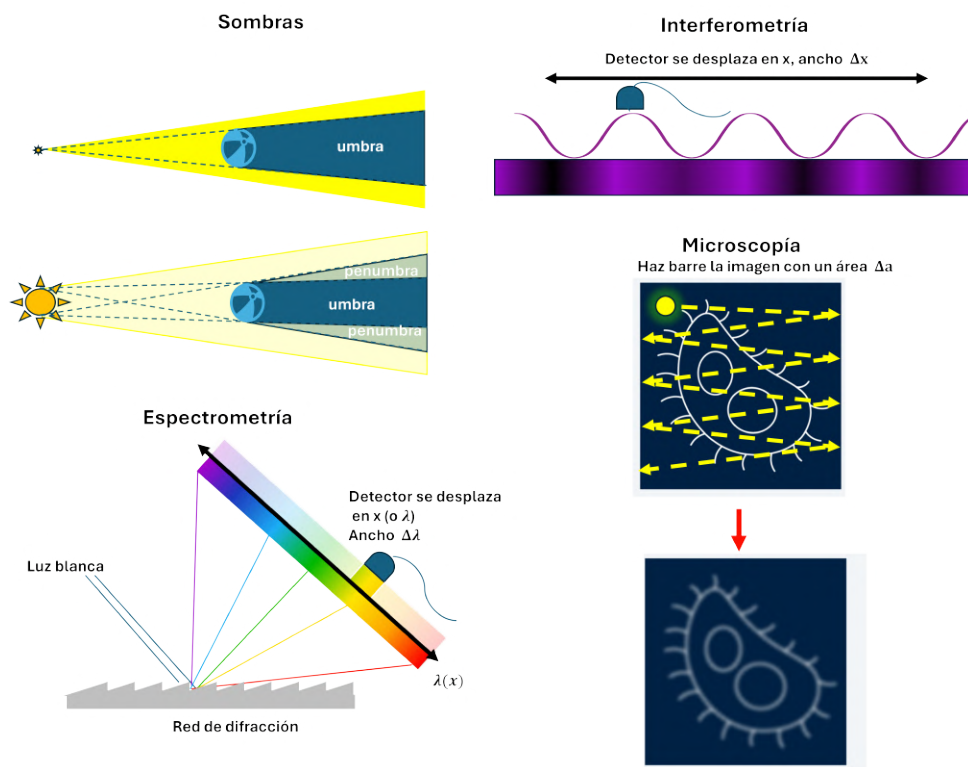 Sombras
umbra
penumbra
umbra
penumbra
Interferometría
Detector se desplaza en x, ancho Δx
Microscopía
Haz barre la imagen con un área Δa
Espectrometría
Detector se desplaza
en x (o λ)
Ancho Δλ
Luz blanca
λ(x)
Red de difracción